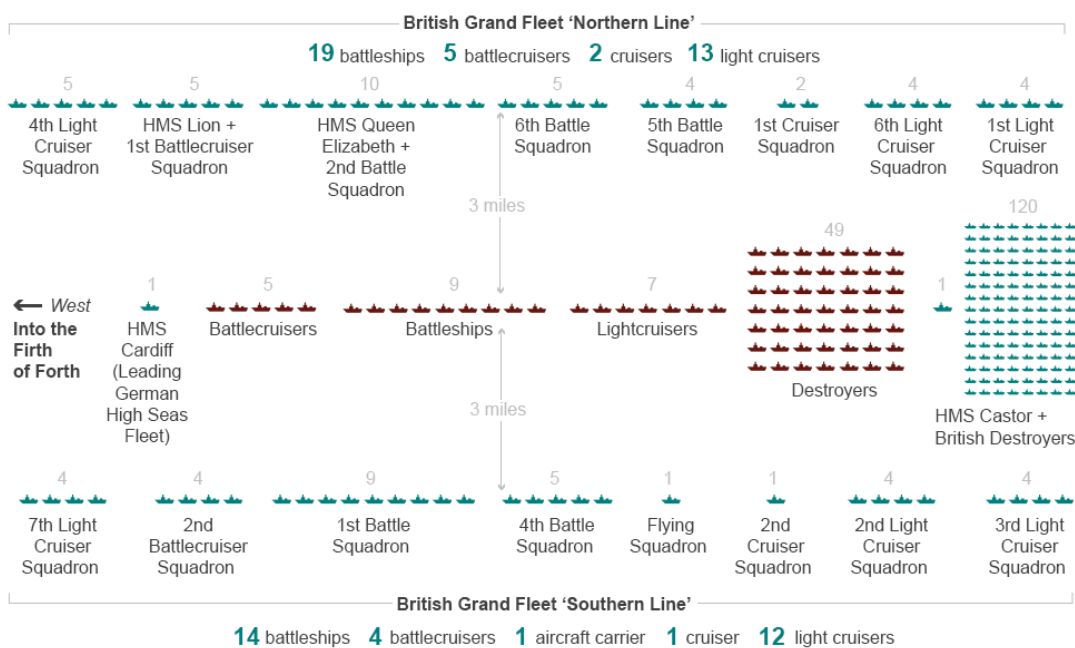 British Grand Fleet ‘Northern Line’
19 battleships 5 battlecruisers 2 cruisers 13 light cruisers
5
4th Light
Cruiser
Squadron
5
HMS Lion +
1st Battlecruiser
Squadron
10
HMS Queen
Elizabeth +
2nd Battle
Squadron
5
6th Battle
Squadron
4
5th Battle
Squadron
2
1st Cruiser
Squadron
4
6th Light
Cruiser
Squadron
4
1st Light
Cruiser
Squadron
3 miles
West
Into the
Firth
of Forth
1
HMS
Cardiff
(Leading
German
High Seas
Fleet)
5
Battlecruisers
9
Battleships
7
Lightcruisers
49
Destroyers
1
120
HMS Castor +
British Destroyers
3 miles
4
7th Light
Cruiser
Squadron
4
2nd
Battlecruiser
Squadron
9
1st Battle
Squadron
5
4th Battle
Squadron
1
Flying
Squadron
1
2nd
Cruiser
Squadron
4
2nd Light
Cruiser
Squadron
4
3rd Light
Cruiser
Squadron
British Grand Fleet ‘Southern Line’
14 battleships 4 battlecruisers 1 aircraft carrier 1 cruiser 12 light cruisers